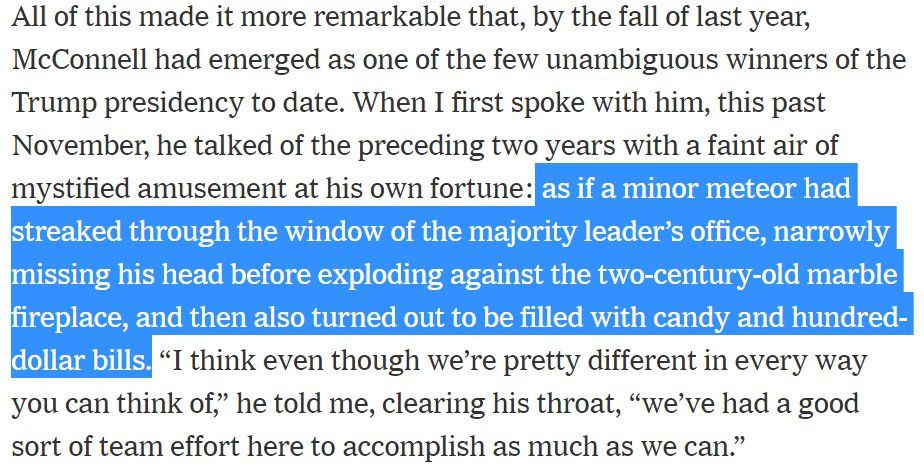 All of this made it more remarkable that, by the fall of last year,
McConnell had emerged as one of the few unambiguous winners of the
Trump presidency to date. When I first spoke with him, this past
November, he talked of the preceding two years with a faint air of
mystified amusement at his own fortune: as if a minor meteor had
streaked through the window of the majority leader’s office, narrowly
missing his head before exploding against the two-century-old marble
fireplace, and then also turned out to be filled with candy and hundred-
dollar bills. “I think even though we’re pretty different in every way
you can think of,” he told me, clearing his throat, “we’ve had a good
sort of team effort here to accomplish as much as we can.”